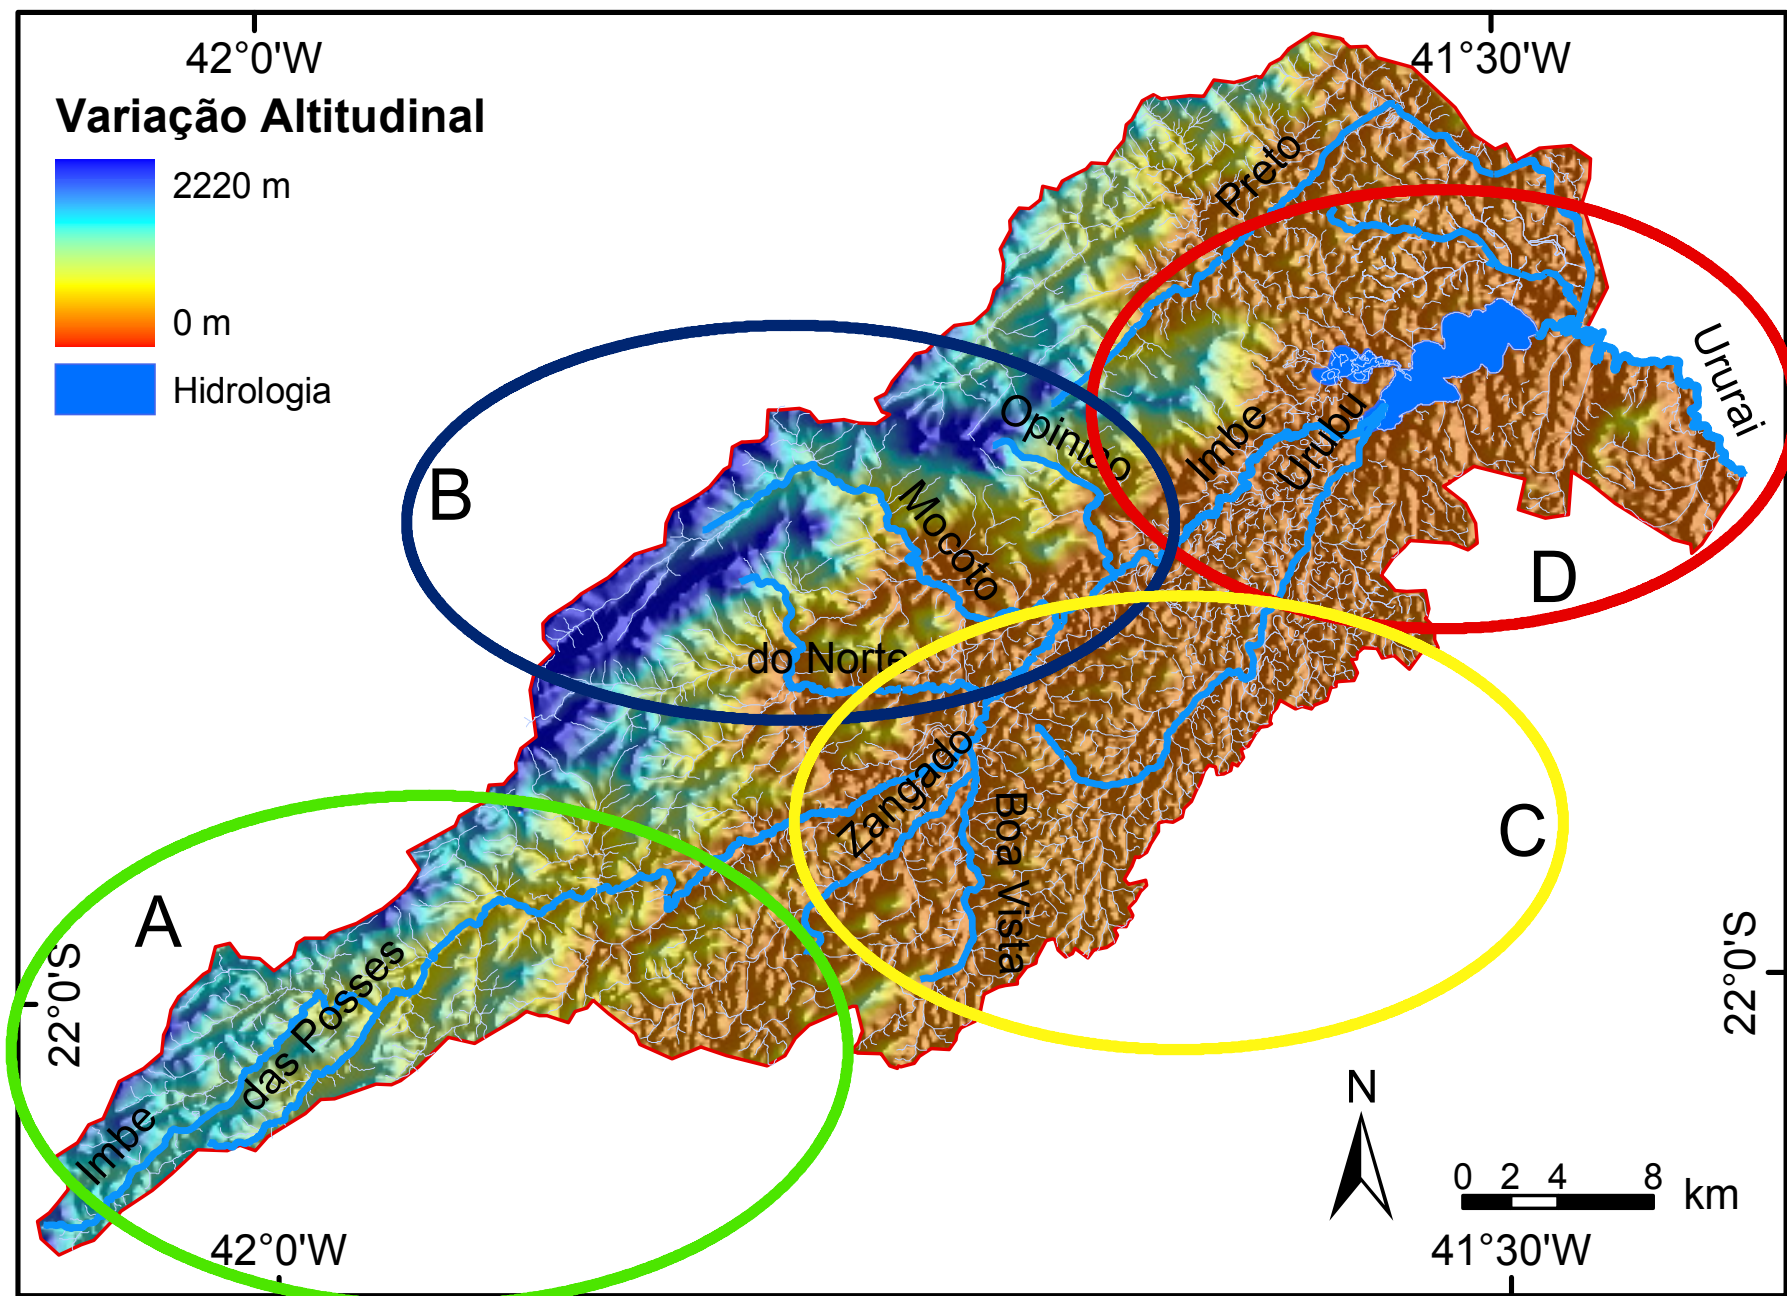 42°0'W
41°30'W
Variação Altitudinal
2220 m
0 m
Hidrologia
Preto
Ururai
Opinião
Imbe
Urubu
B
Mocoto
D
do Norte
Zangado
Boa Vista
C
A
das Posses
Imbe
22°0'S
22°0'S
N
0 2 4 8 km
42°0'W
41°30'W